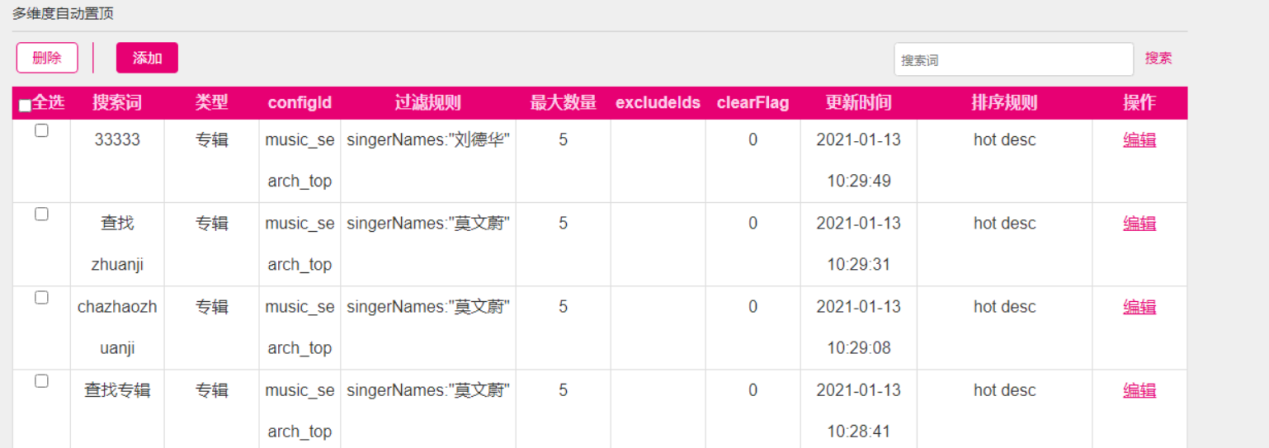 多维度自动置顶
删除 添加 搜索词 搜索
全选 搜索词 类型 configId 过滤规则 最大数量 excludeIds clearFlag 更新时间 排序规则 操作
33333 专辑 music_se singerNames:"刘德华" 5 0 2021-01-13 hot desc 编辑
arch_top 10:29:49
查找 专辑 music_se singerNames:"莫文蔚" 5 0 2021-01-13 hot desc 编辑
zhuanji arch_top 10:29:31
chazhaozh 专辑 music_se singerNames:"莫文蔚" 5 0 2021-01-13 hot desc 编辑
uanji arch_top 10:29:08
查找专辑 专辑 music_se singerNames:"莫文蔚" 5 0 2021-01-13 hot desc 编辑
arch_top 10:28:41